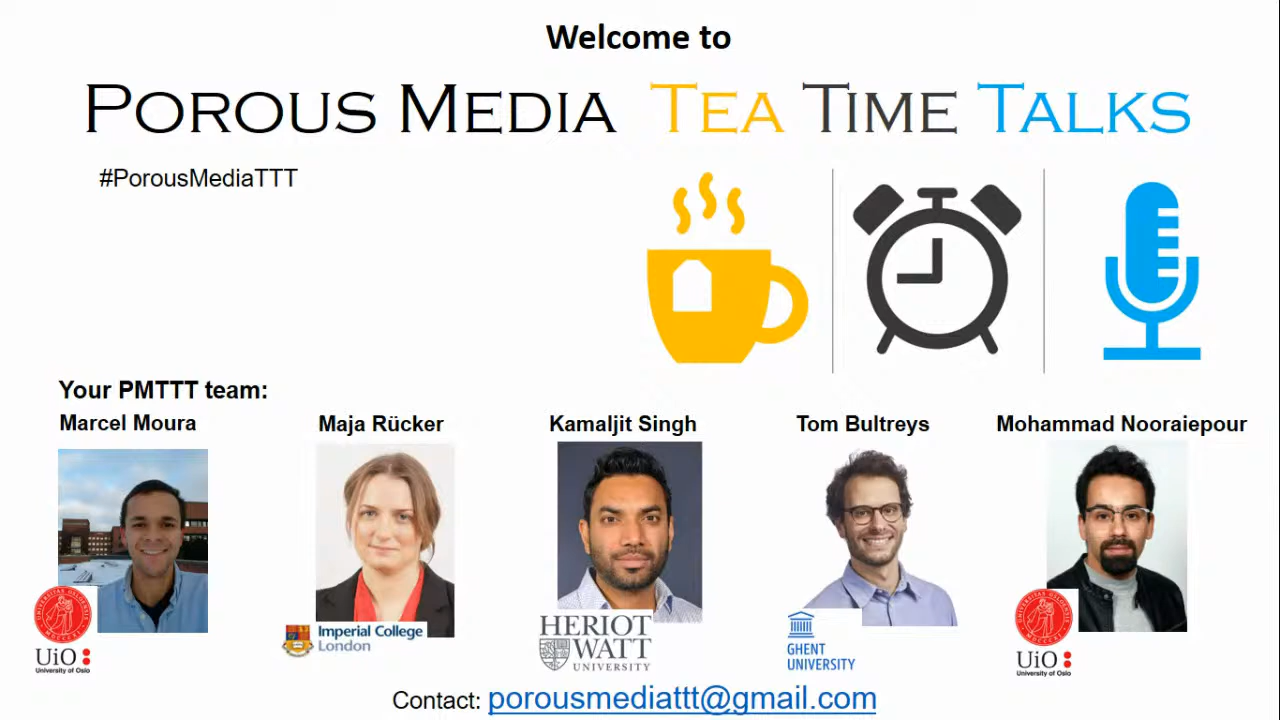 Welcome to
POROUS MEDIA TEA TIME TALKS
#PorousMediaTTT
Your PMTTT team:
Marcel Moura
Maja Rücker
Kamaljit Singh
Tom Bultreys
Mohammad Nooraiepour
UiO
University of Oslo
Imperial College
London
HERIOT
WATT
UNIVERSITY
GHENT
UNIVERSITY
UiO
University of Oslo
Contact: porousmediattt@gmail.com